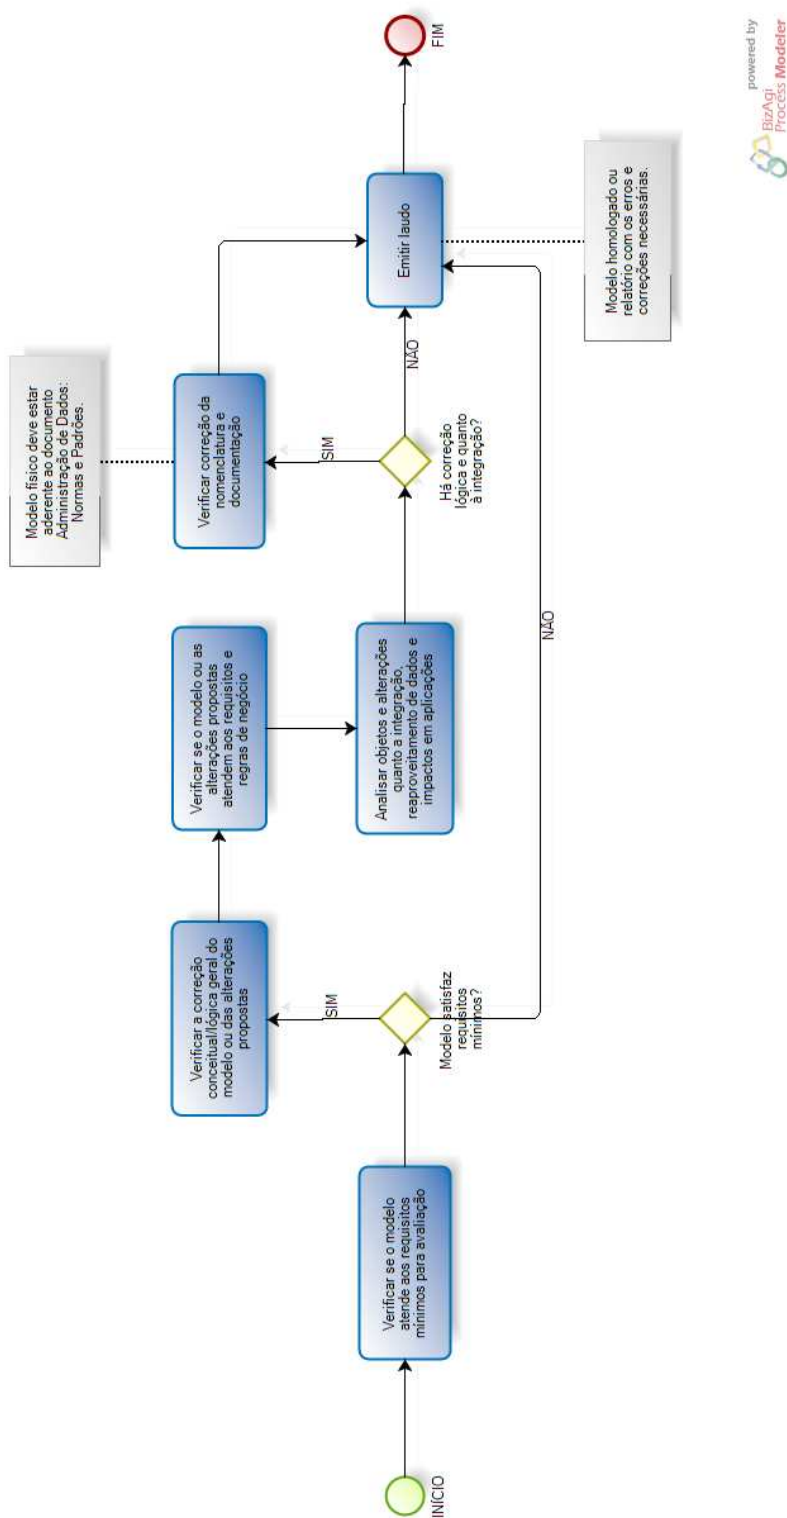 INÍCIO
Verificar se o modelo
atende aos requisitos
mínimos para avaliação
Modelo satisfaz
requisitos
mínimos?
SIM
NÃO
Verificar a correção
conceitual/lógica geral do
modelo ou das alterações
propostas
Verificar se o modelo ou as
alterações propostas
atendem aos requisitos e
regras de negócio
Analisar objetos e alterações
quanto a integração,
reaproveitamento de dados e
impactos em aplicações
Há correção
lógica e quanto
à integração?
SIM
NÃO
Verificar correção da
nomenclatura e
documentação
Modelo físico deve estar
aderente ao documento
Administração de Dados:
Normas e Padrões.
Emitir laudo
Modelo homologado ou
relatório com os erros e
correções necessárias.
FIM
powered by
BizAgi
Process Modeler